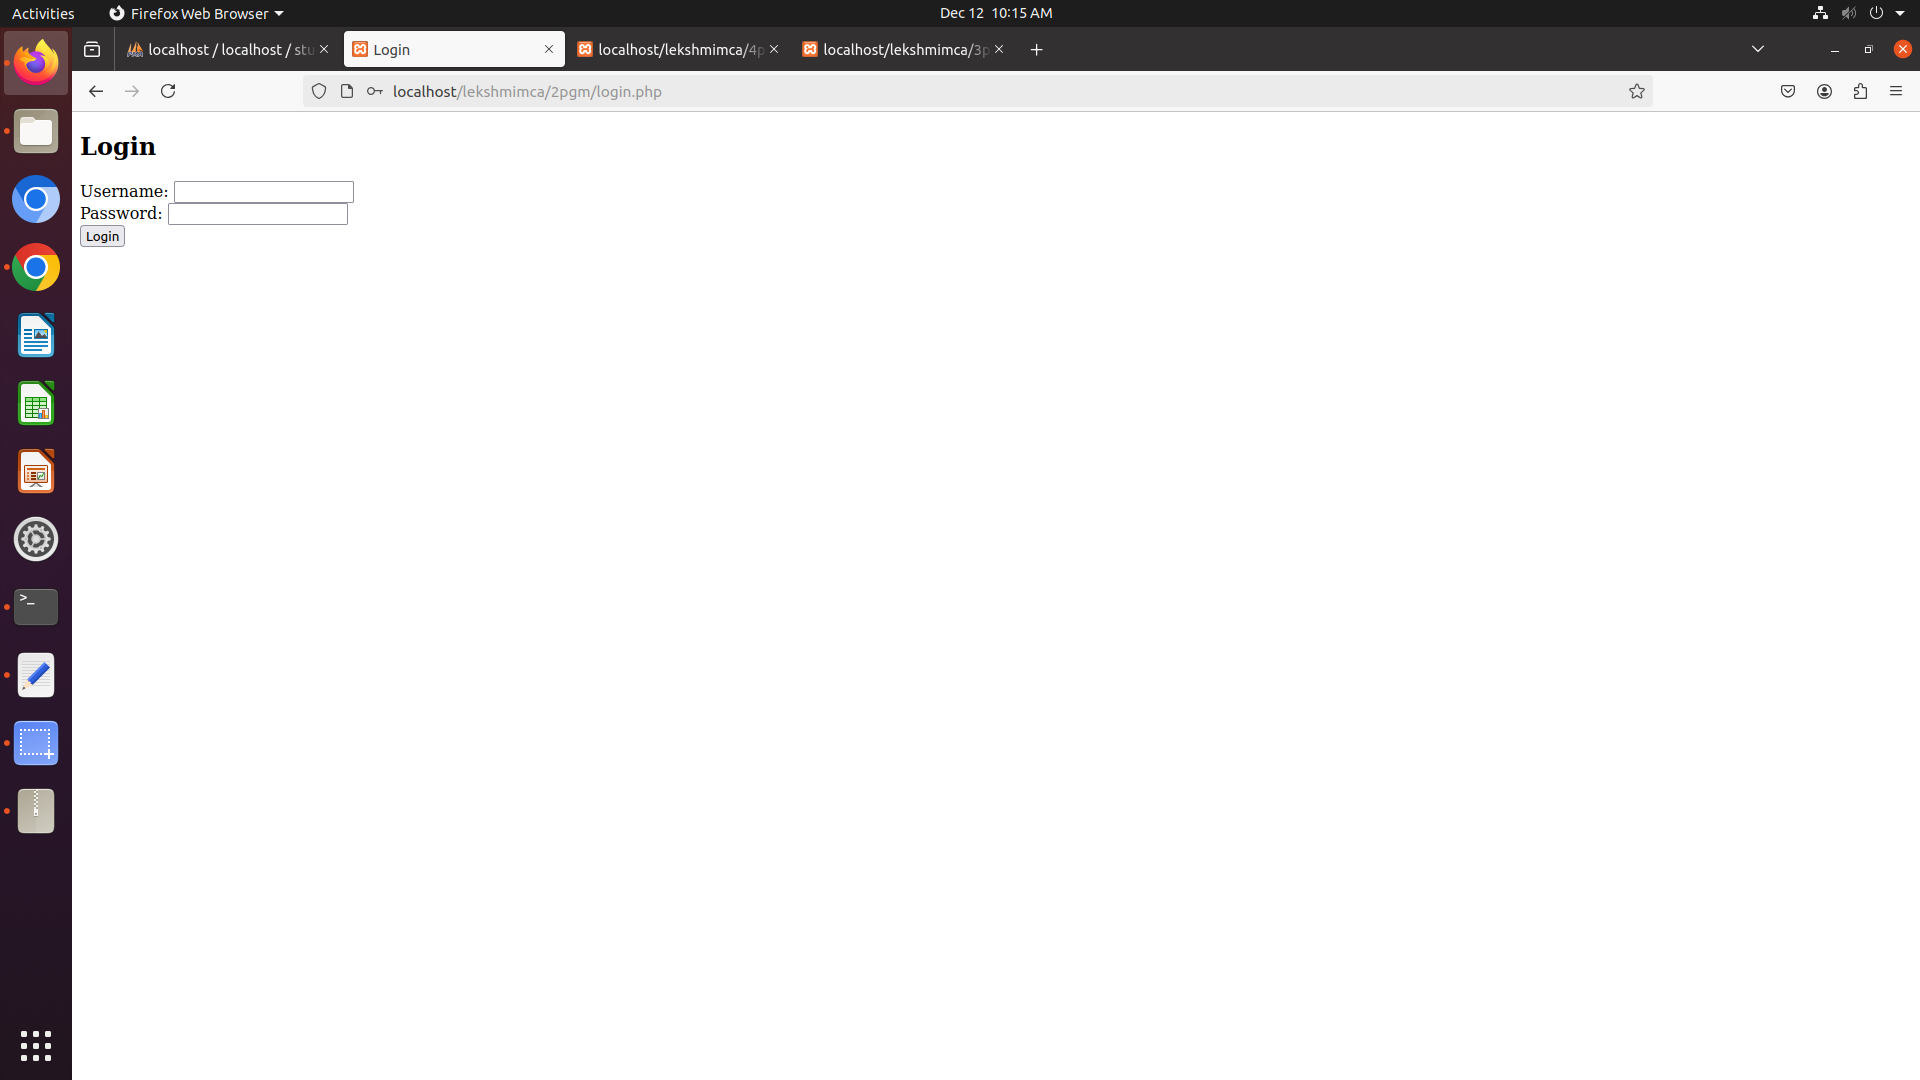 Activities
Firefox Web Browser
Dec 12 10:15 AM
localhost / localhost / stu
Login
localhost/lekshmimca/4p
localhost/lekshmimca/3p
localhost/lekshmimca/2pgm/login.php
Login
Username:
Password:
Login